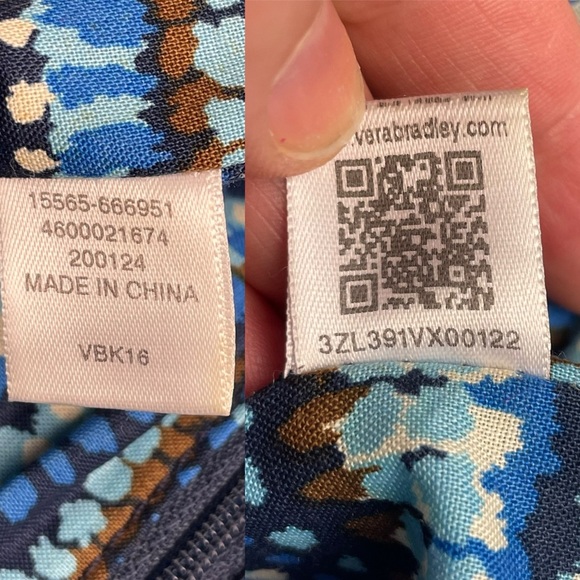 15565-666951
4600021674
200124
MADE IN CHINA
VBK16
verabradley.com
3ZL391VX00122